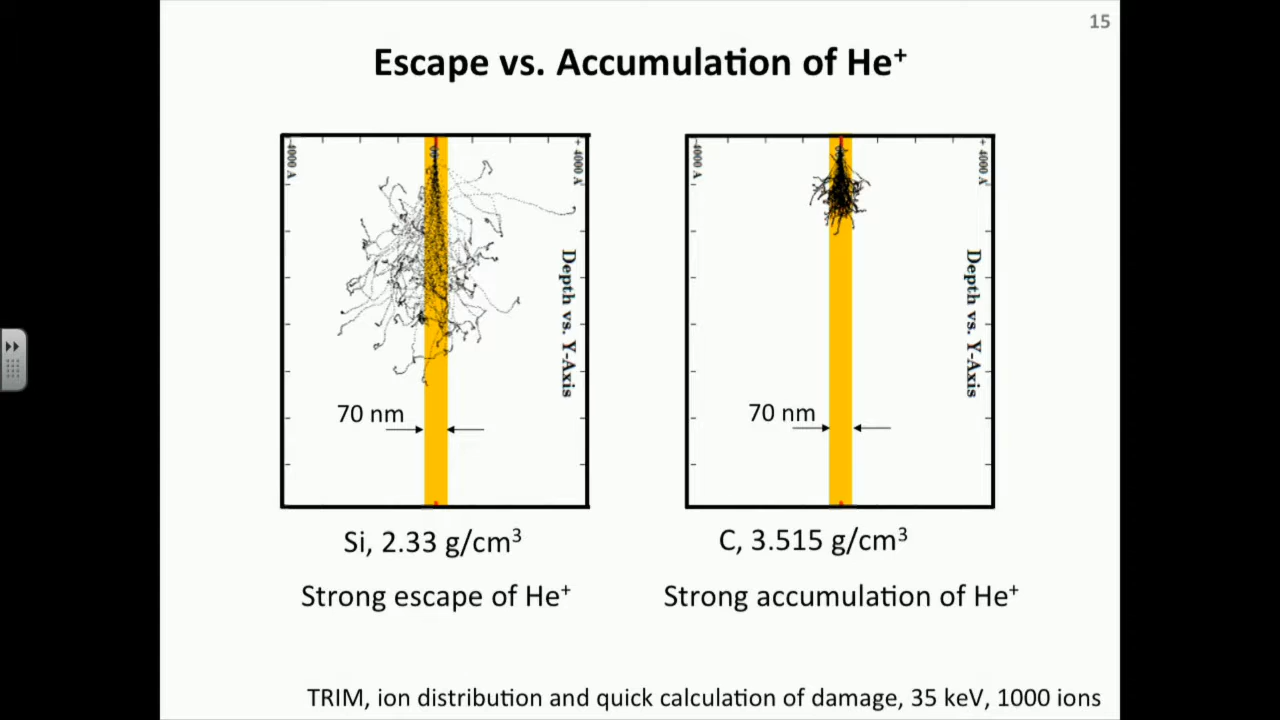 15
Escape vs. Accumulation of He⁺
- 4000 A
00
+ 4000 A
Depth vs. Y-Axis
70 nm
Si, 2.33 g/cm³
Strong escape of He⁺
- 4000 A
00
+ 4000 A
Depth vs. Y-Axis
70 nm
C, 3.515 g/cm³
Strong accumulation of He⁺
TRIM, ion distribution and quick calculation of damage, 35 keV, 1000 ions